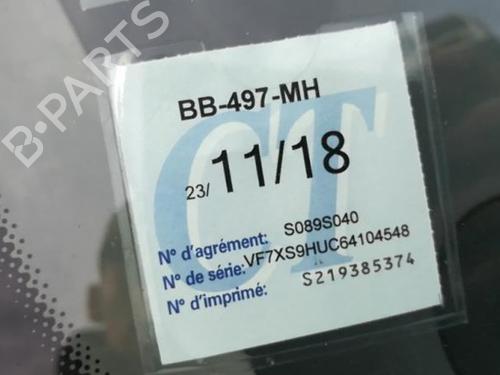 B-PARTS
BB-497-MH
CT
23/11/18
N° d'agrément: S089S040
N° de série: VF7XS9HUC64104548
N° d'imprimé: S219385374